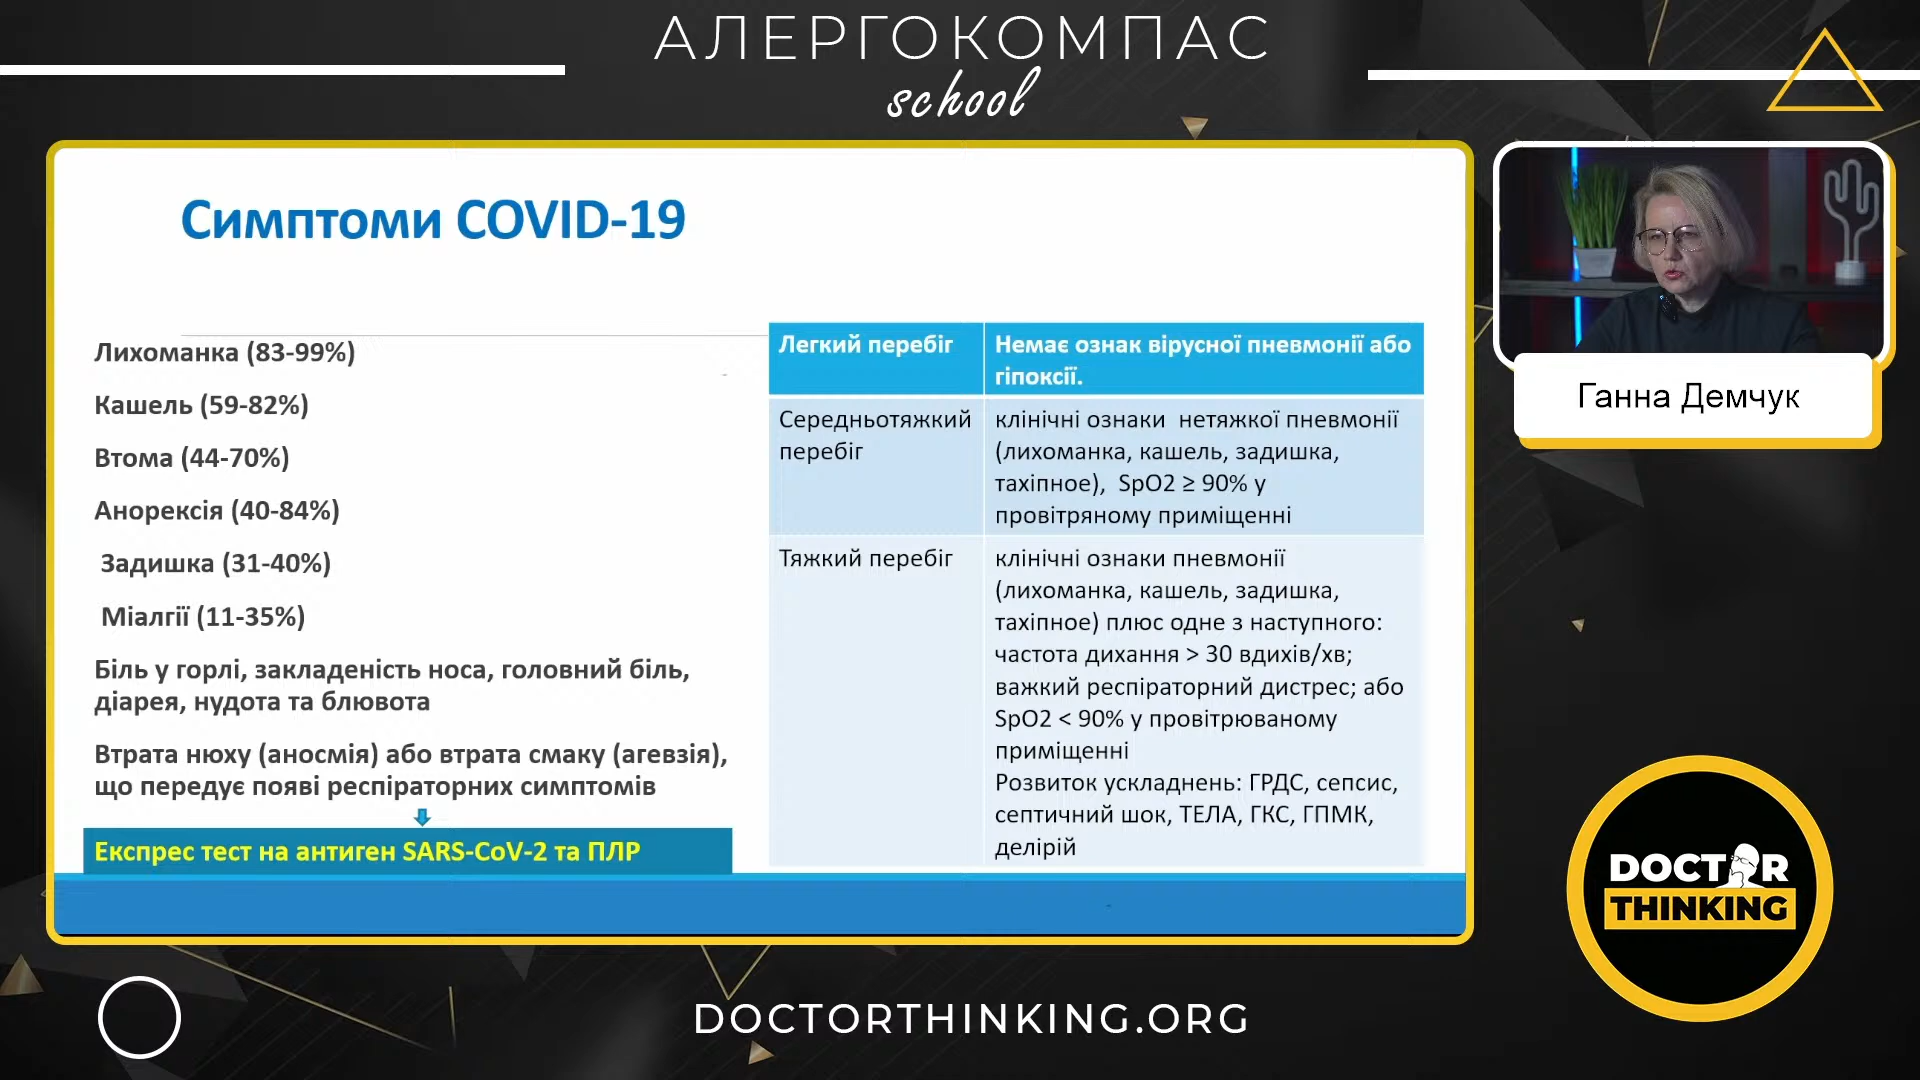 АЛЕРГОКОМПАС
school
Симптоми COVID-19
Лихоманка (83-99%)
Кашель (59-82%)
Втома (44-70%)
Анорексія (40-84%)
Задишка (31-40%)
Міалгії (11-35%)
Біль у горлі, закладеність носа, головний біль,
діарея, нудота та блювота
Втрата нюху (аносмія) або втрата смаку (агевзія),
що передує появі респіраторних симптомів
Експрес тест на антиген SARS-CoV-2 та ПЛР
Легкий перебіг
Немає ознак вірусної пневмонії або
гіпоксії.
Середньотяжкий
перебіг
клінічні ознаки  нетяжкої пневмонії
(лихоманка, кашель, задишка,
тахіпное),  SpO2 ≥ 90% у
провітряному приміщенні
Тяжкий перебіг
клінічні ознаки пневмонії
(лихоманка, кашель, задишка,
тахіпное) плюс одне з наступного:
частота дихання > 30 вдихів/хв;
важкий респіраторний дистрес; або
SpO2 < 90% у провітрюваному
приміщенні
Розвиток ускладнень: ГРДС, сепсис,
септичний шок, ТЕЛА, ГКС, ГПМК,
делірій
Ганна Демчук
DOCTOR
THINKING
DOCTORTHINKING.ORG